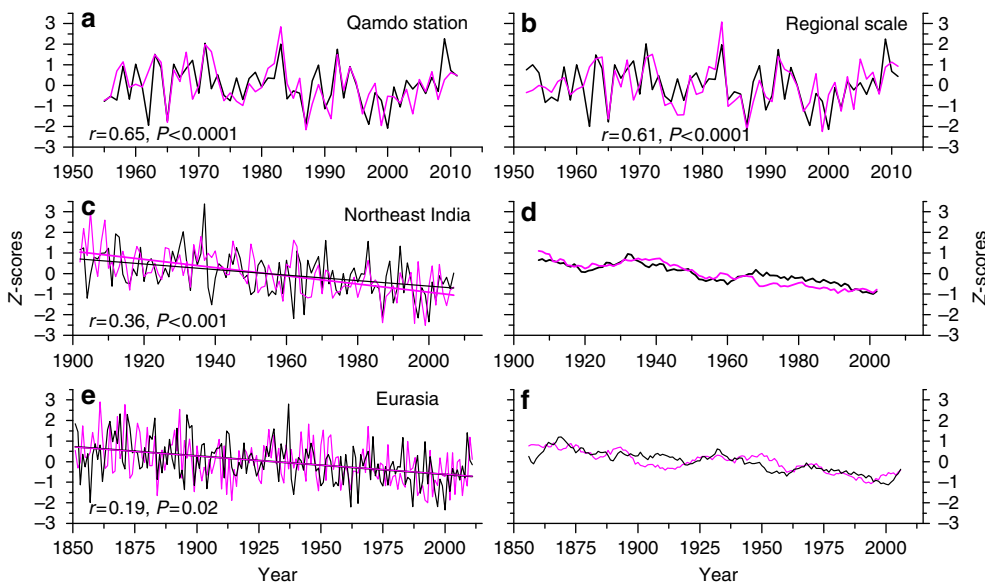 a
Qamdo station
3
2
1
0
−1
−2
−3
r=0.65, P<0.0001
1950 1960 1970 1980 1990 2000 2010
b
Regional scale
3
2
1
0
−1
−2
−3
r=0.61, P<0.0001
1950 1960 1970 1980 1990 2000 2010
c
Northeast India
3
2
1
0
−1
−2
−3
Z-scores
r=0.36, P<0.001
1900 1920 1940 1960 1980 2000
d
3
2
1
0
−1
−2
−3
Z-scores
1900 1920 1940 1960 1980 2000
e
Eurasia
3
2
1
0
−1
−2
−3
r=0.19, P=0.02
1850 1875 1900 1925 1950 1975 2000
Year
f
3
2
1
0
−1
−2
−3
1850 1875 1900 1925 1950 1975 2000
Year